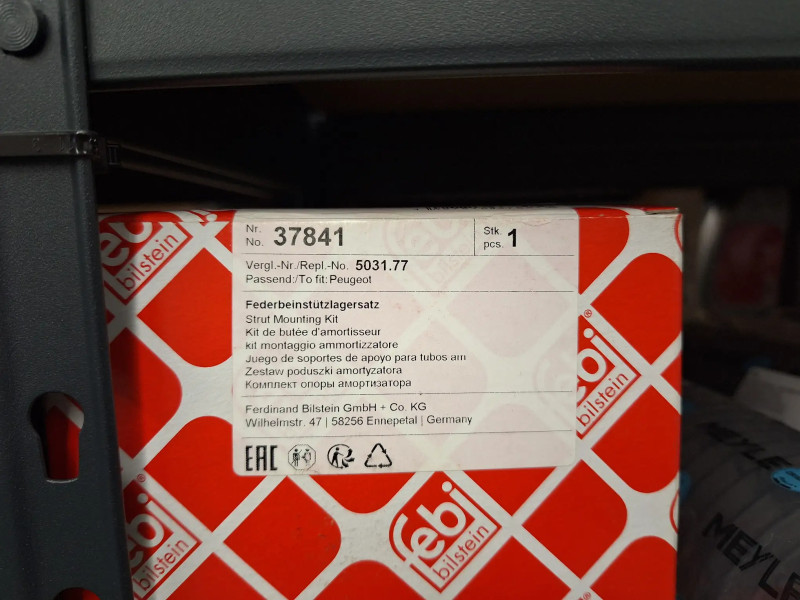 Nr. No. 37841 Stk. pcs. 1
Vergl.-Nr./Repl.-No. 5031.77
Passend:/To fit: Peugeot
Federbeinstützlagersatz
Strut Mounting Kit
Kit de butée d'amortisseur
kit montaggio ammortizzatore
Juego de soportes de apoyo para tubos am
Zestaw poduszki amortyzatora
Комплект опоры амортизатора
Ferdinand Bilstein GmbH + Co. KG
Wilhelmstr. 47 | 58256 Ennepetal | Germany
EAC
febi
bilstein
febi
bilstein
febi
bilstein
febi
bilstein
MEYLE
MEYLE